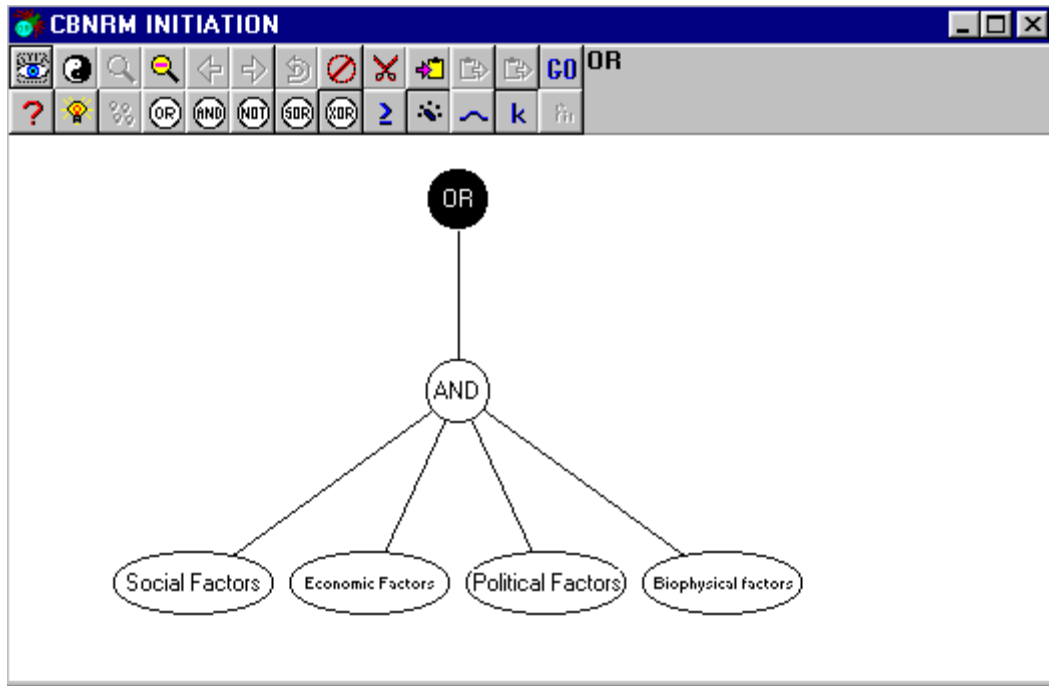 CBNRM INITIATION
GO OR
? OR AND NOT SOR XOR ≥ k
OR
AND
Social Factors Economic Factors Political Factors Biophysical factors